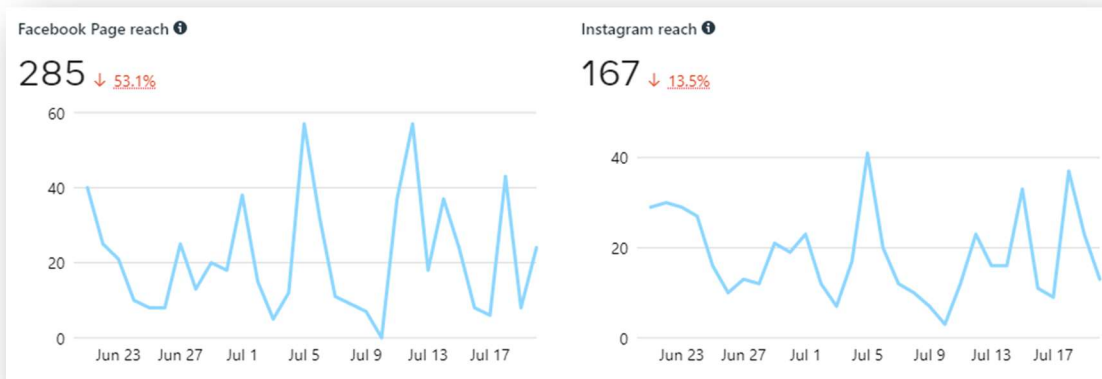 Facebook Page reach
285 ↓ 53.1%
60
40
20
0
Jun 23 Jun 27 Jul 1 Jul 5 Jul 9 Jul 13 Jul 17
Instagram reach
167 ↓ 13.5%
40
20
0
Jun 23 Jun 27 Jul 1 Jul 5 Jul 9 Jul 13 Jul 17